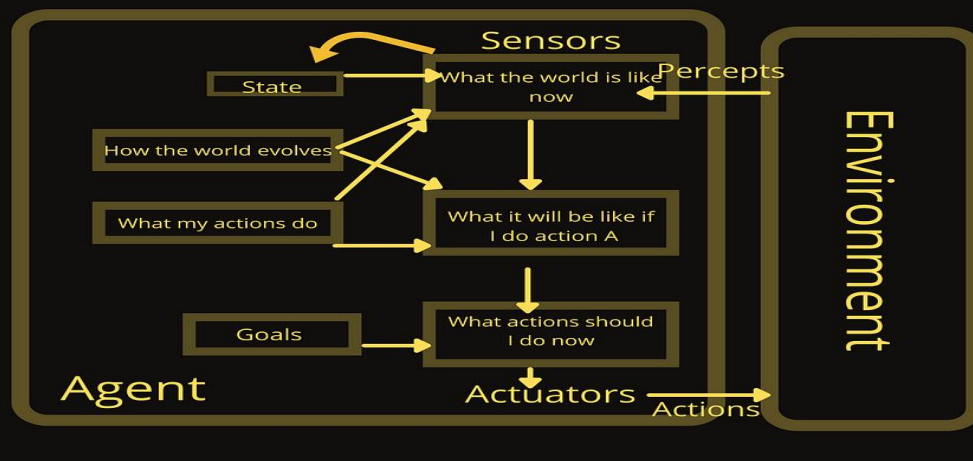 Sensors
State
What the world is like
now
Percepts
How the world evolves
What my actions do
What it will be like if
I do action A
Goals
What actions should
I do now
Agent
Actuators
Actions
Environment